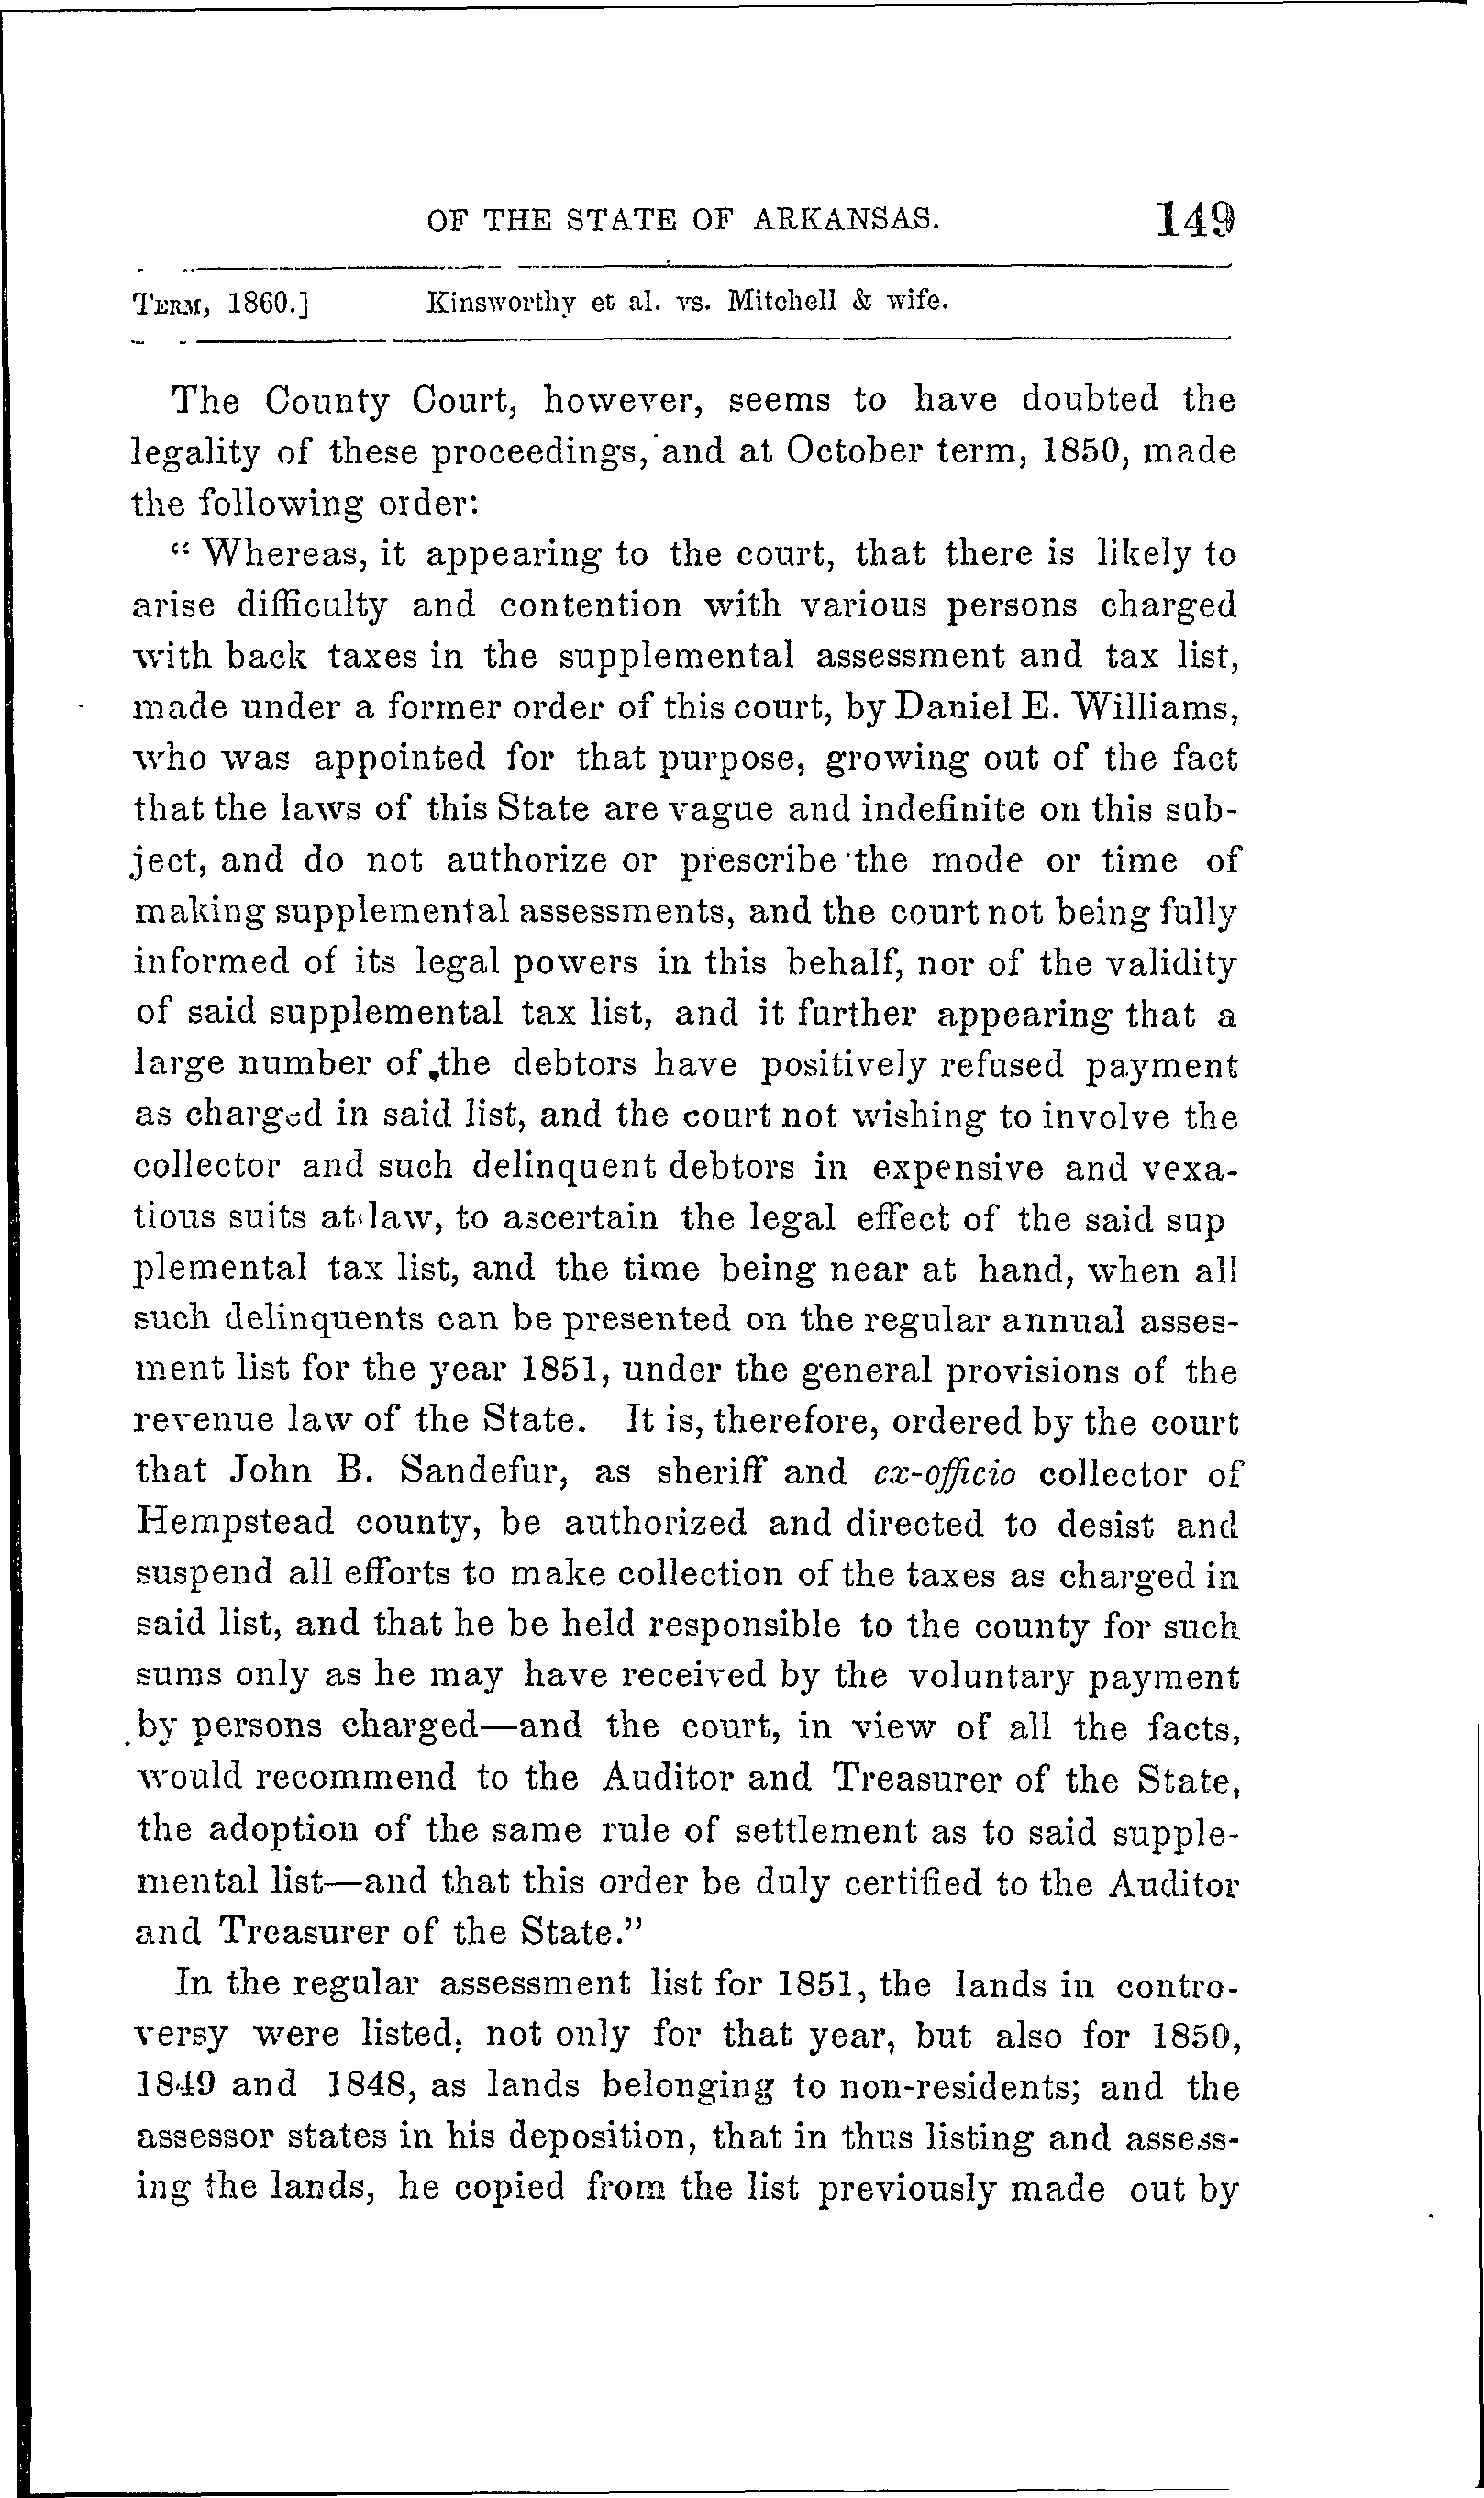 OF THE STATE OF ARKANSAS. 149
TERM, 1860.] Kinsworthy et al. vs. Mitchell & wife.
The County Court, however, seems to have doubted the
legality of these proceedings, and at October term, 1850, made
the following order:
" Whereas, it appearing to the court, that there is likely to
arise difficulty and contention with various persons charged
with back taxes in the supplemental assessment and tax list,
made under a former order of this court, by Daniel E. Williams,
who was appointed for that purpose, growing out of the fact
that the laws of this State are vague and indefinite on this sub-
ject, and do not authorize or prescribe the mode or time of
making supplemental assessments, and the court not being fully
informed of its legal powers in this behalf, nor of the validity
of said supplemental tax list, and it further appearing that a
large number of the debtors have positively refused payment
as charged in said list, and the court not wishing to involve the
collector and such delinquent debtors in expensive and vexa-
tious suits at law, to ascertain the legal effect of the said sup
plemental tax list, and the time being near at hand, when all
such delinquents can be presented on the regular annual asses-
ment list for the year 1851, under the general provisions of the
revenue law of the State. It is, therefore, ordered by the court
that John B. Sandefur, as sheriff and ex-officio collector of
Hempstead county, be authorized and directed to desist and
suspend all efforts to make collection of the taxes as charged in
said list, and that he be held responsible to the county for such
sums only as he may have received by the voluntary payment
by persons charged—and the court, in view of all the facts,
would recommend to the Auditor and Treasurer of the State,
the adoption of the same rule of settlement as to said supple-
mental list—and that this order be duly certified to the Auditor
and Treasurer of the State."
In the regular assessment list for 1851, the lands in contro-
versy were listed, not only for that year, but also for 1850,
1849 and 1848, as lands belonging to non-residents; and the
assessor states in his deposition, that in thus listing and assess-
ing the lands, he copied from the list previously made out by